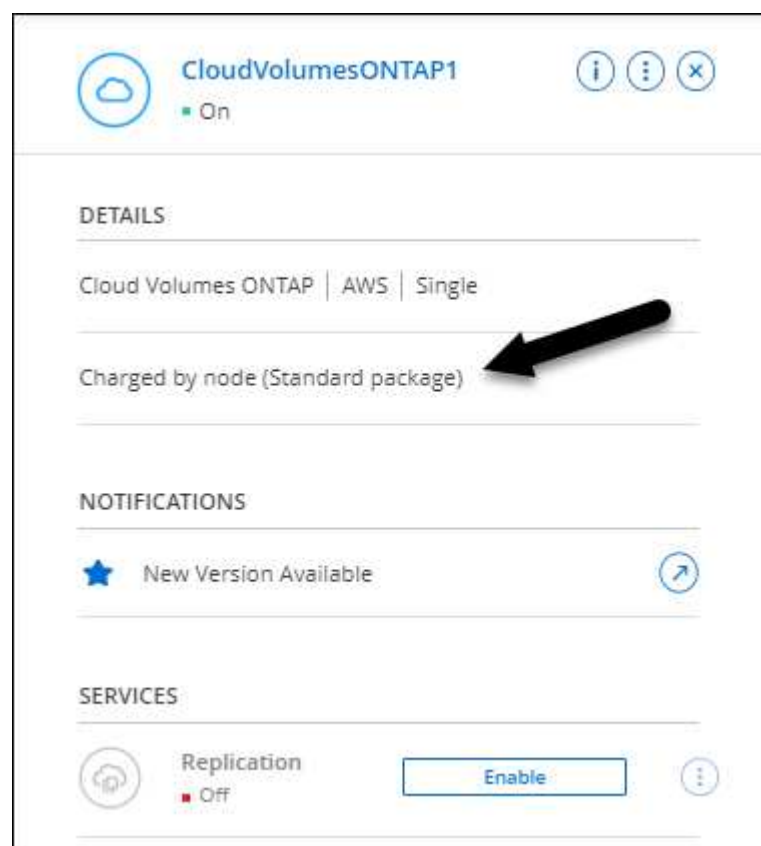 CloudVolumesONTAP1
On
DETAILS
Cloud Volumes ONTAP | AWS | Single
Charged by node (Standard package)
NOTIFICATIONS
New Version Available
SERVICES
Replication
Off
Enable